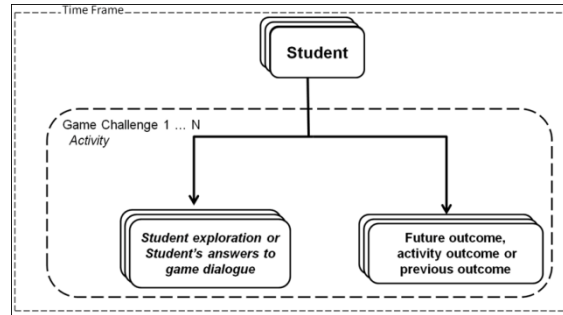 Time Frame
Student
Game Challenge 1 ... N
Activity
Student exploration or
Student's answers to
game dialogue
Future outcome,
activity outcome or
previous outcome